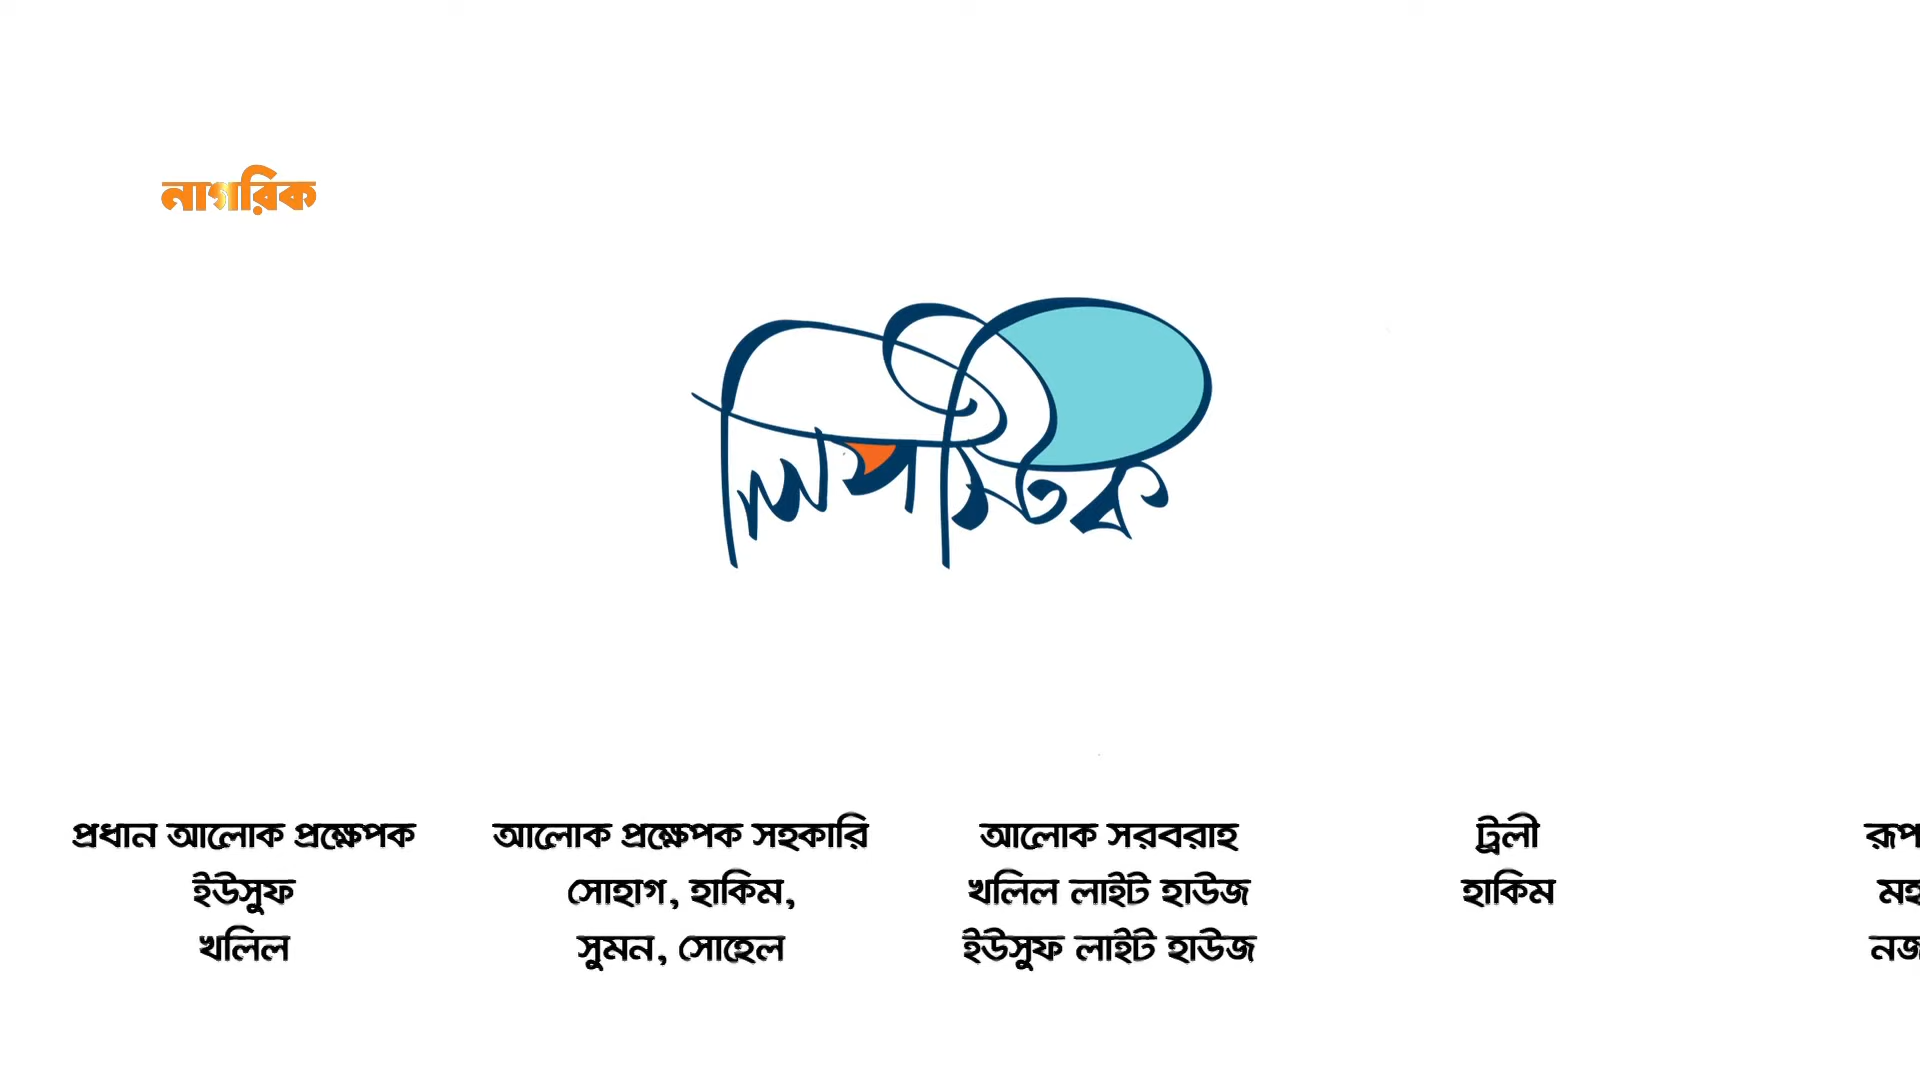 নাগরিক
লিপস্টিক
প্রধান আলোক প্রক্ষেপক
ইউসুফ
খলিল
আলোক প্রক্ষেপক সহকারি
সোহাগ, হাকিম,
সুমন, সোহেল
আলোক সরবরাহ
খলিল লাইট হাউজ
ইউসুফ লাইট হাউজ
ট্রলী
হাকিম